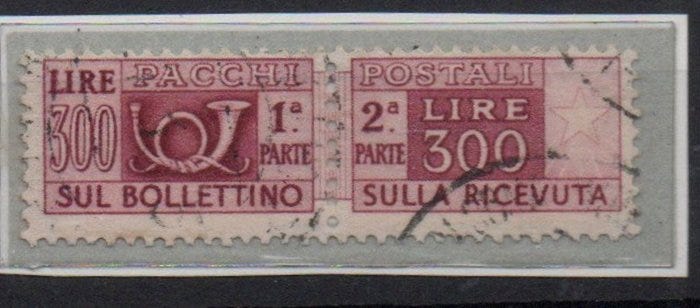 LIRE PACCHI POSTALI
300 1ª PARTE 2ª PARTE LIRE 300
SUL BOLLETTINO SULLA RICEVUTA